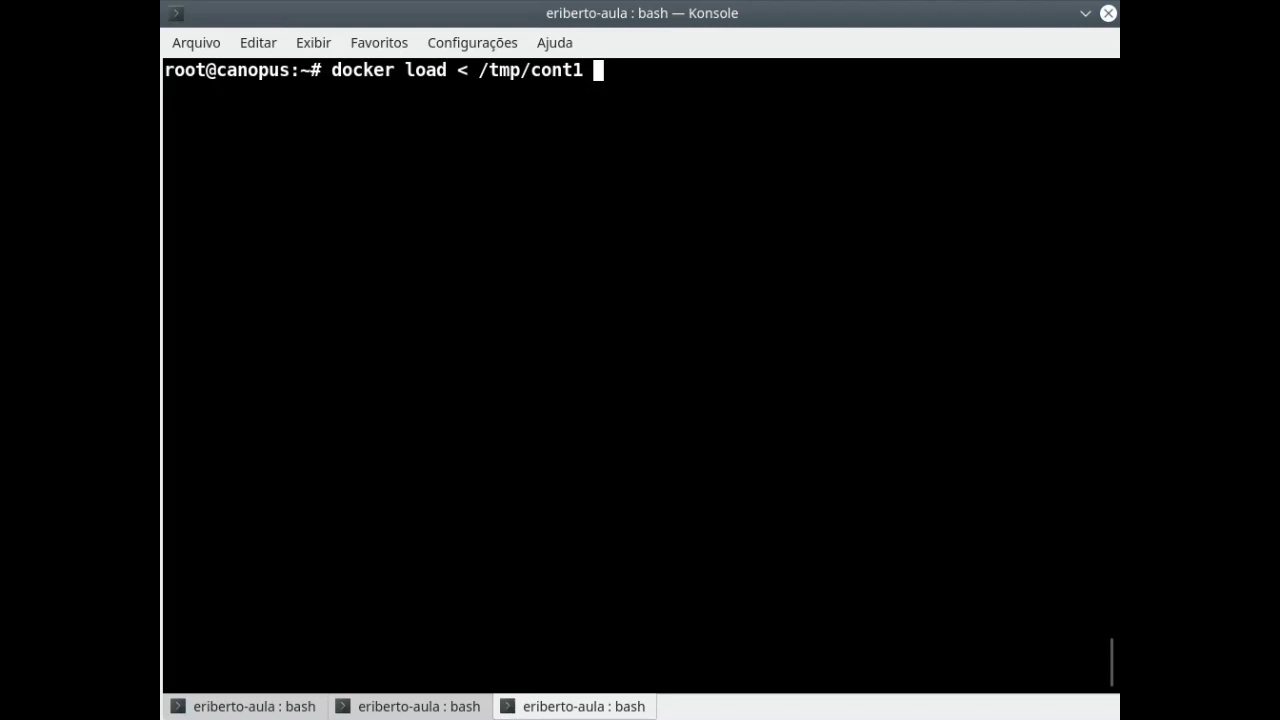 eriberto-aula : bash — Konsole
Arquivo Editar Exibir Favoritos Configurações Ajuda
root@canopus:~# docker load < /tmp/cont1
eriberto-aula : bash eriberto-aula : bash eriberto-aula : bash